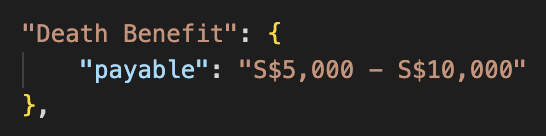 "Death Benefit": {
    "payable": "S$5,000 – S$10,000"
},